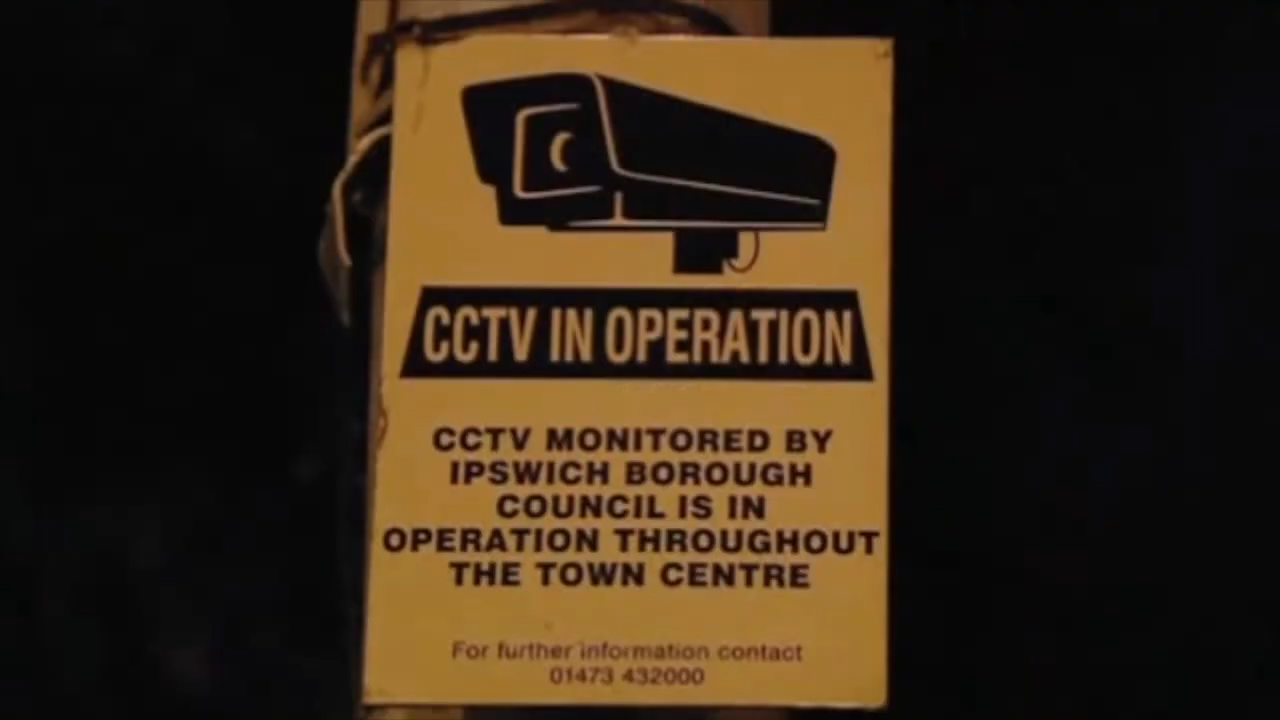 CCTV IN OPERATION
CCTV MONITORED BY
IPSWICH BOROUGH
COUNCIL IS IN
OPERATION THROUGHOUT
THE TOWN CENTRE
For further information contact
01473 432000